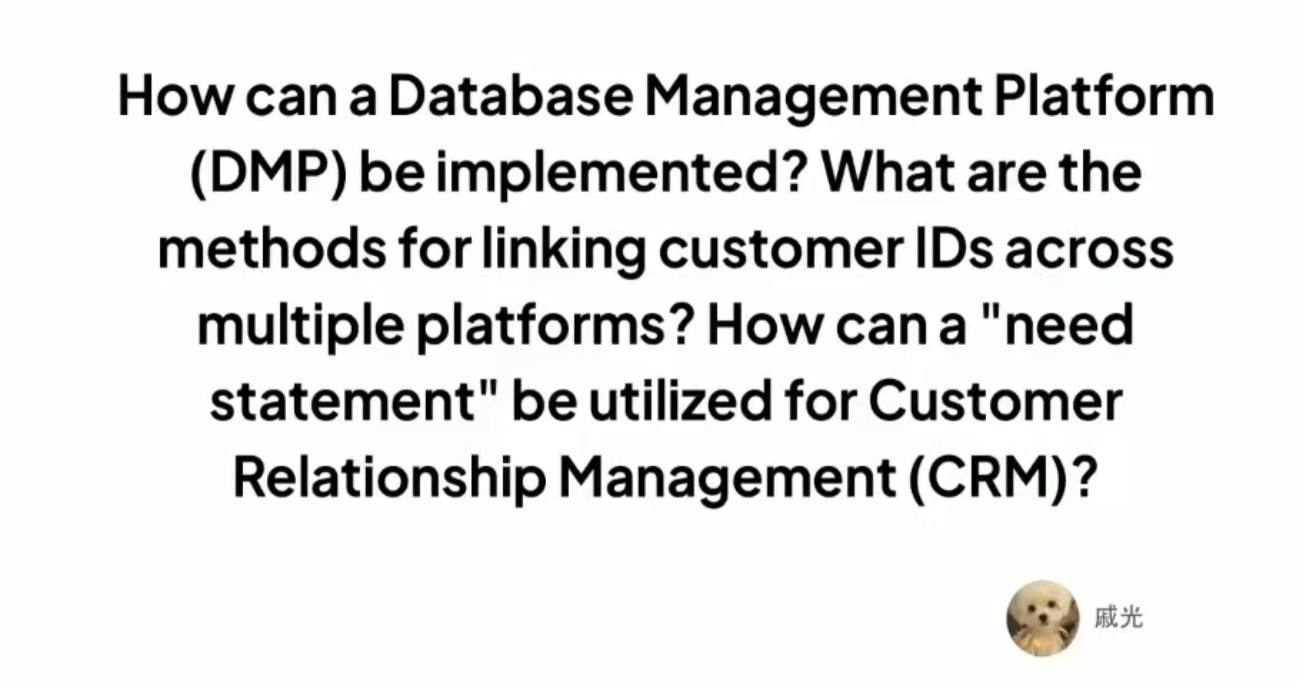 How can a Database Management Platform
(DMP) be implemented? What are the
methods for linking customer IDs across
multiple platforms? How can a "need
statement" be utilized for Customer
Relationship Management (CRM)?
戚光